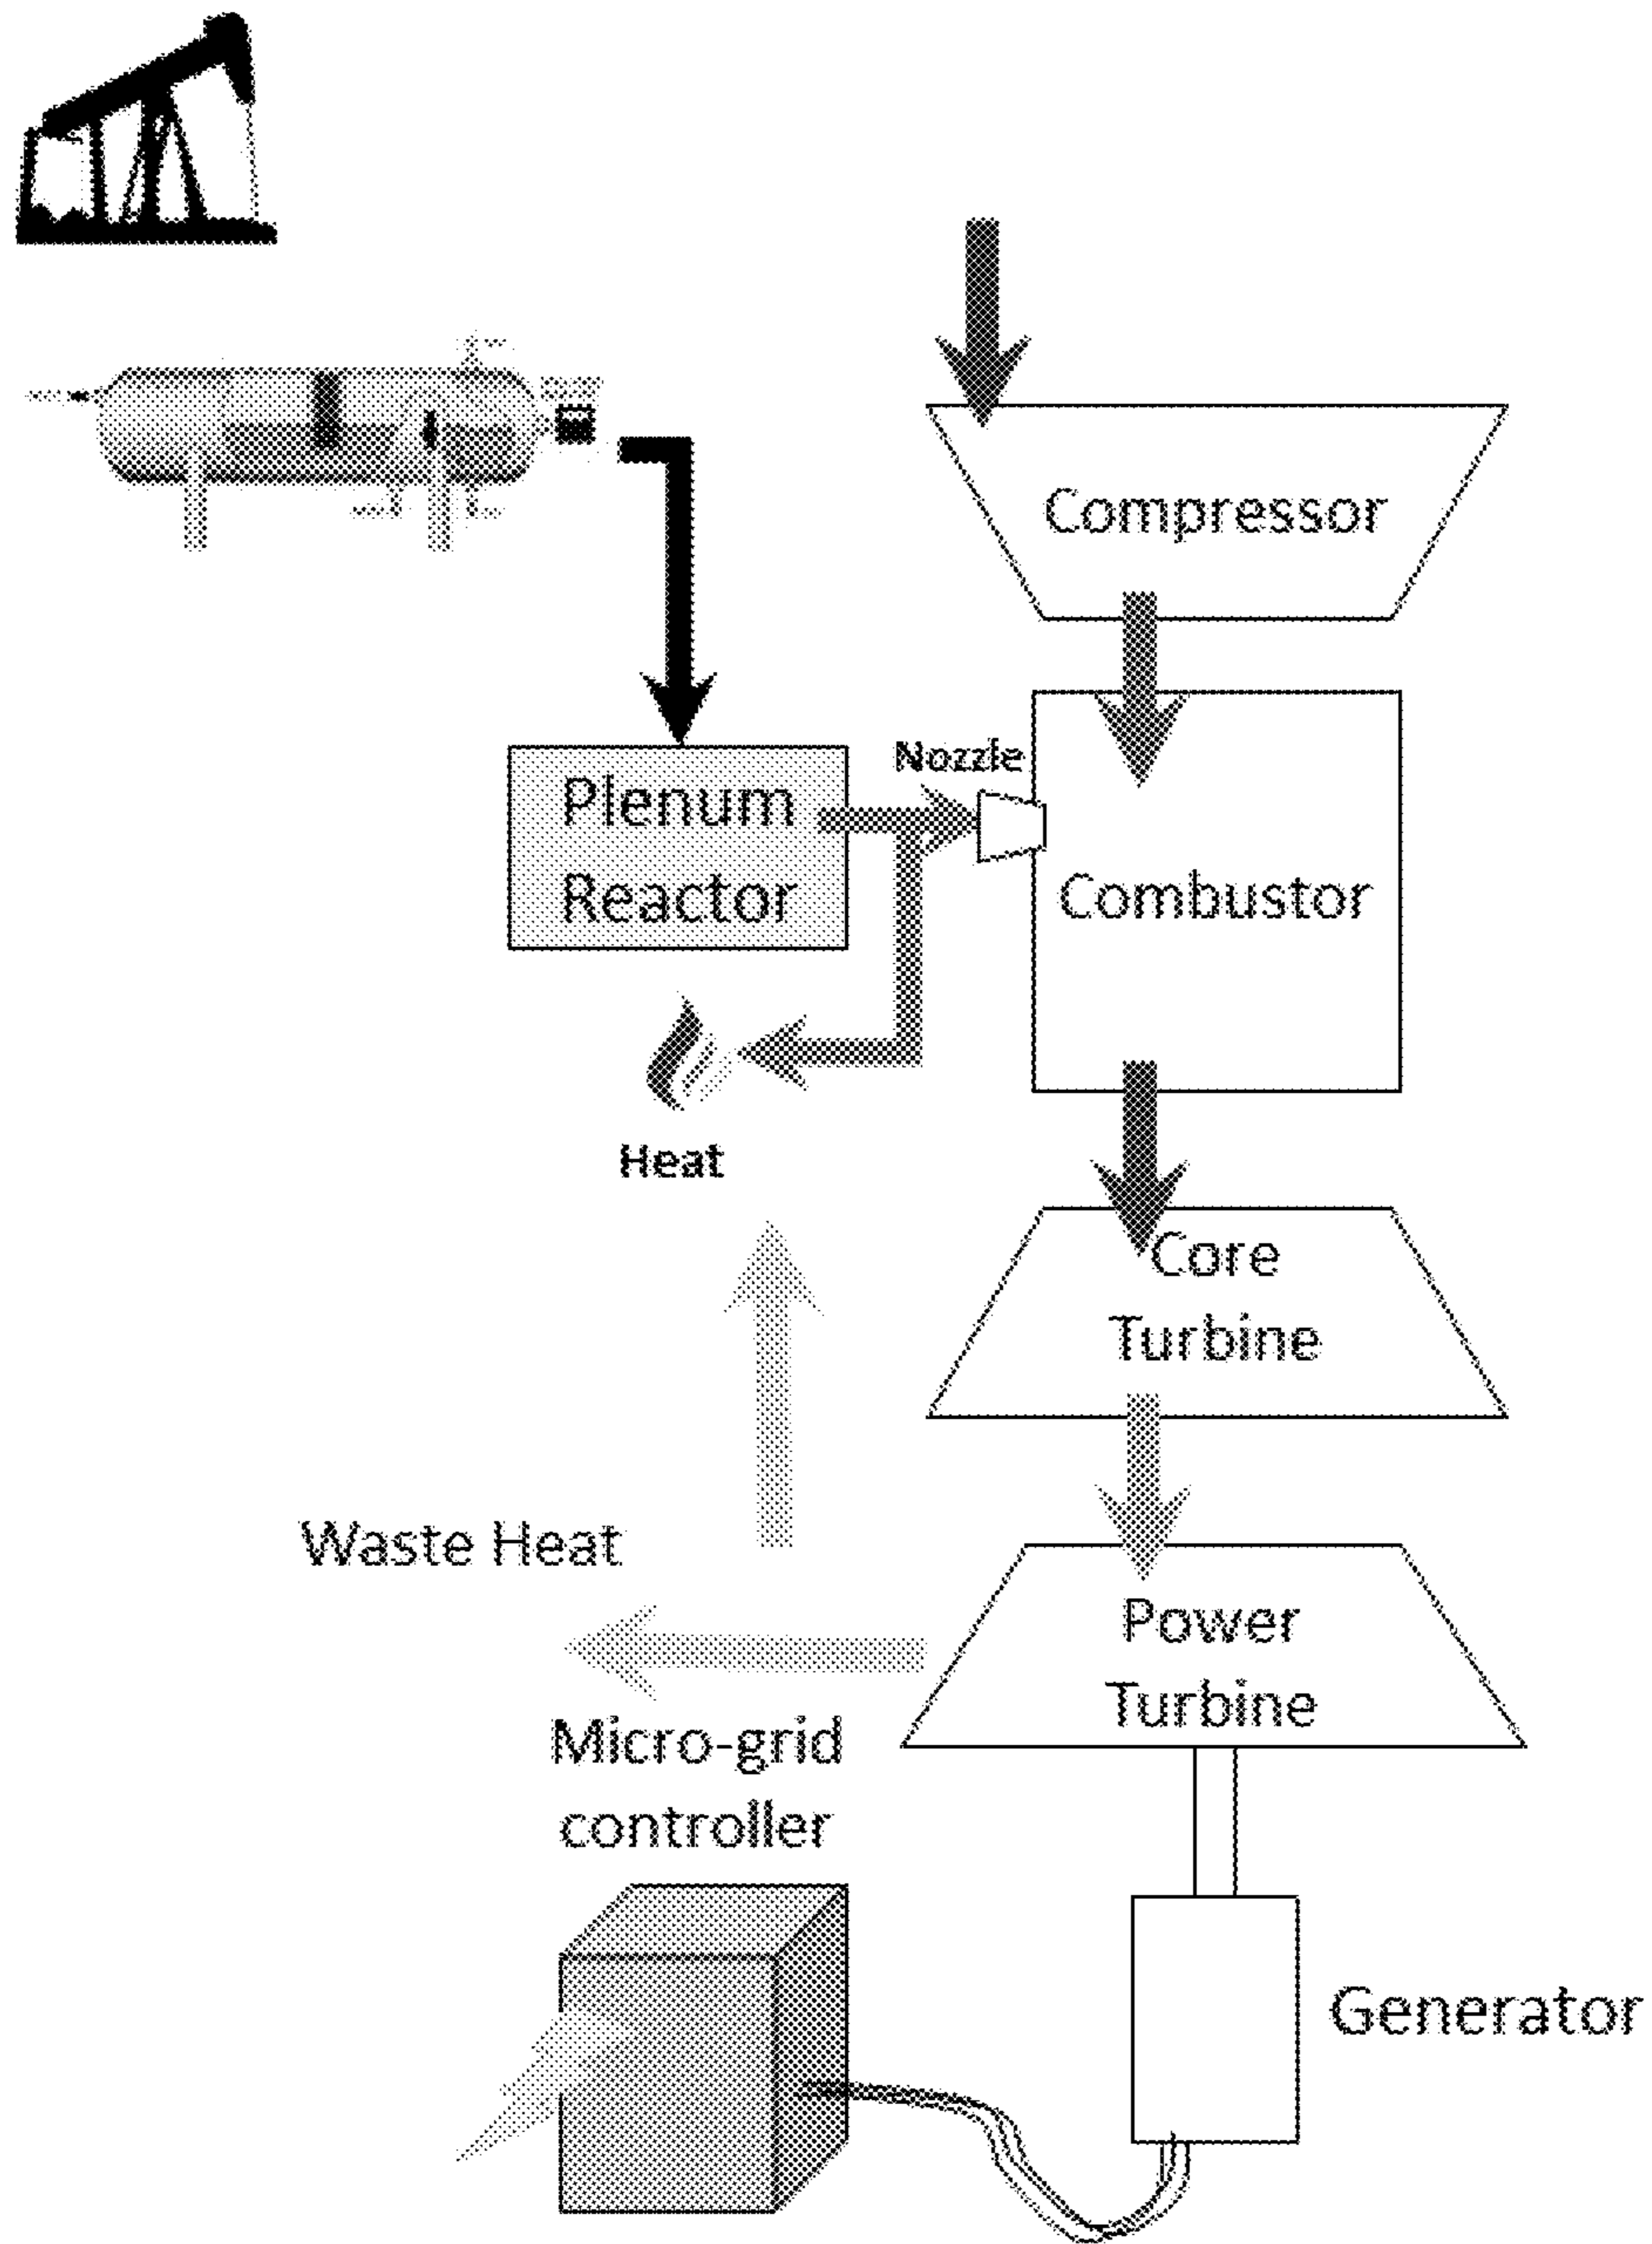 Compressor
Nozzle
Plenum
Reactor
Combustor
Heat
Core
Turbine
Waste Heat
Power
Turbine
Micro-grid
controller
Generator